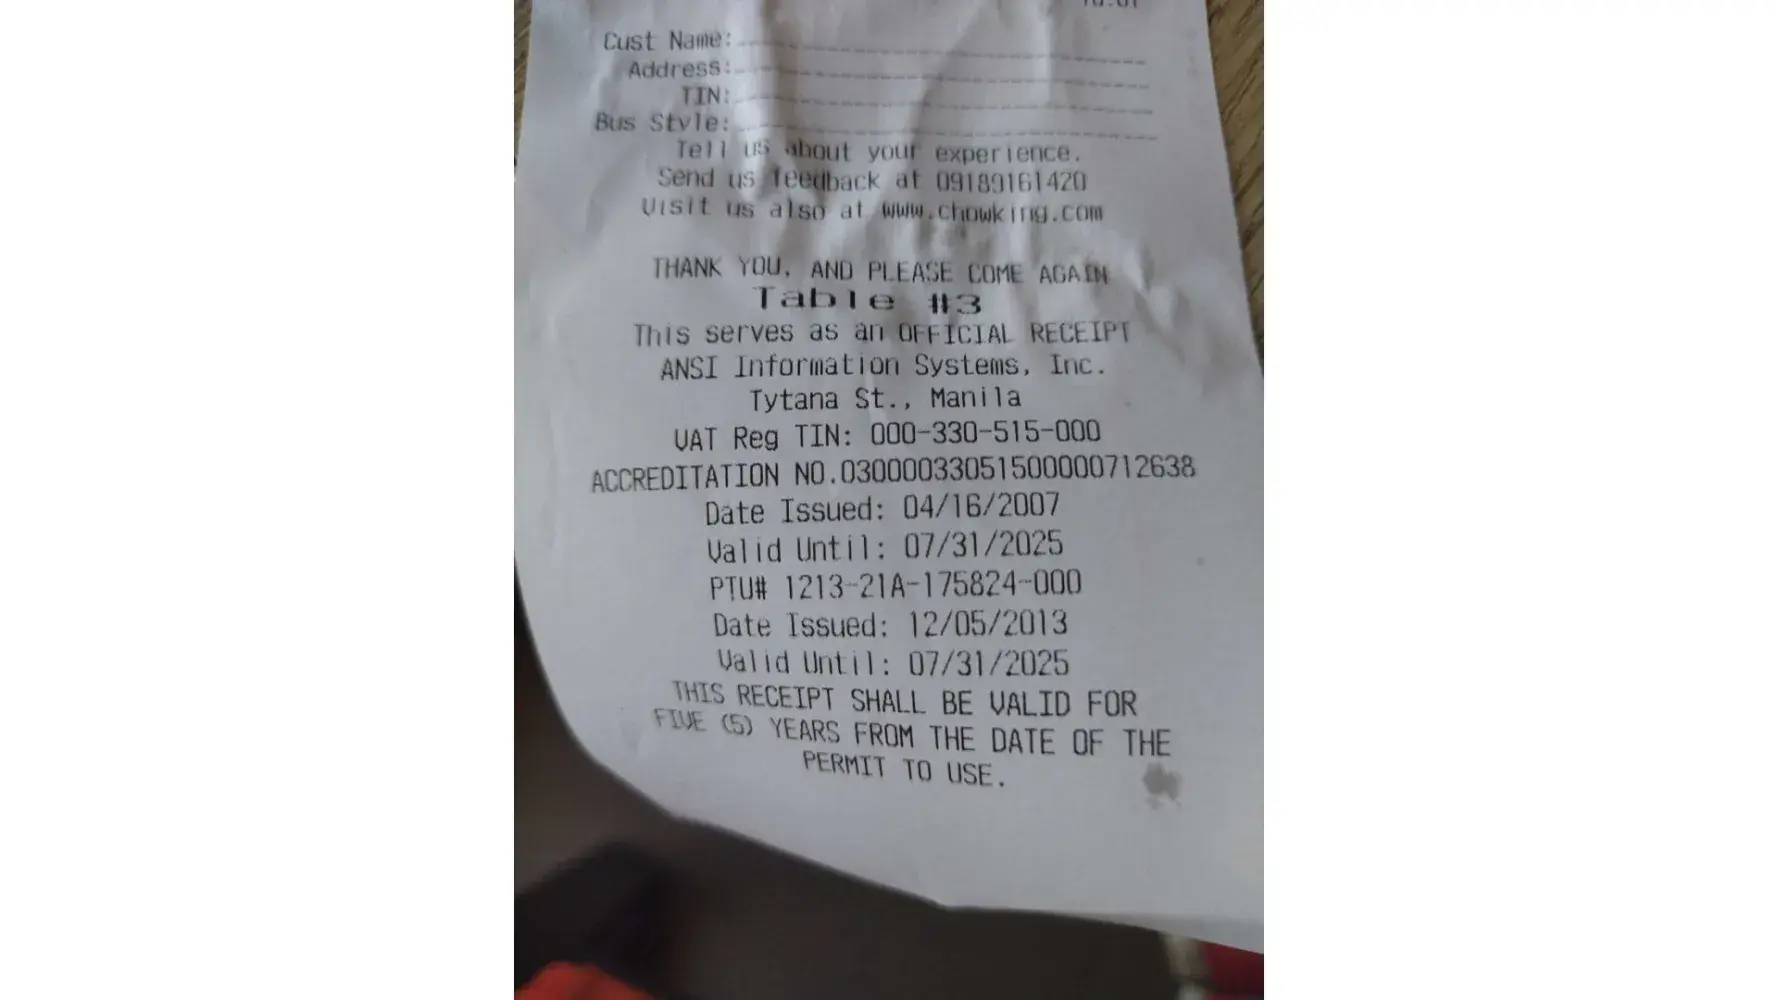 Cust Name:
Address:
TIN:
Bus Style:
Tell us about your experience.
Send us feedback at 09189161420
Visit us also at www.chowking.com
THANK YOU, AND PLEASE COME AGAIN
Table #3
This serves as an OFFICIAL RECEIPT
ANSI Information Systems, Inc.
Tytana St., Manila
VAT Reg TIN: 000-330-515-000
ACCREDITATION NO.03000033051500000712638
Date Issued: 04/16/2007
Valid Until: 07/31/2025
PTU# 1213-21A-175824-000
Date Issued: 12/05/2013
Valid Until: 07/31/2025
THIS RECEIPT SHALL BE VALID FOR
FIVE (5) YEARS FROM THE DATE OF THE
PERMIT TO USE.